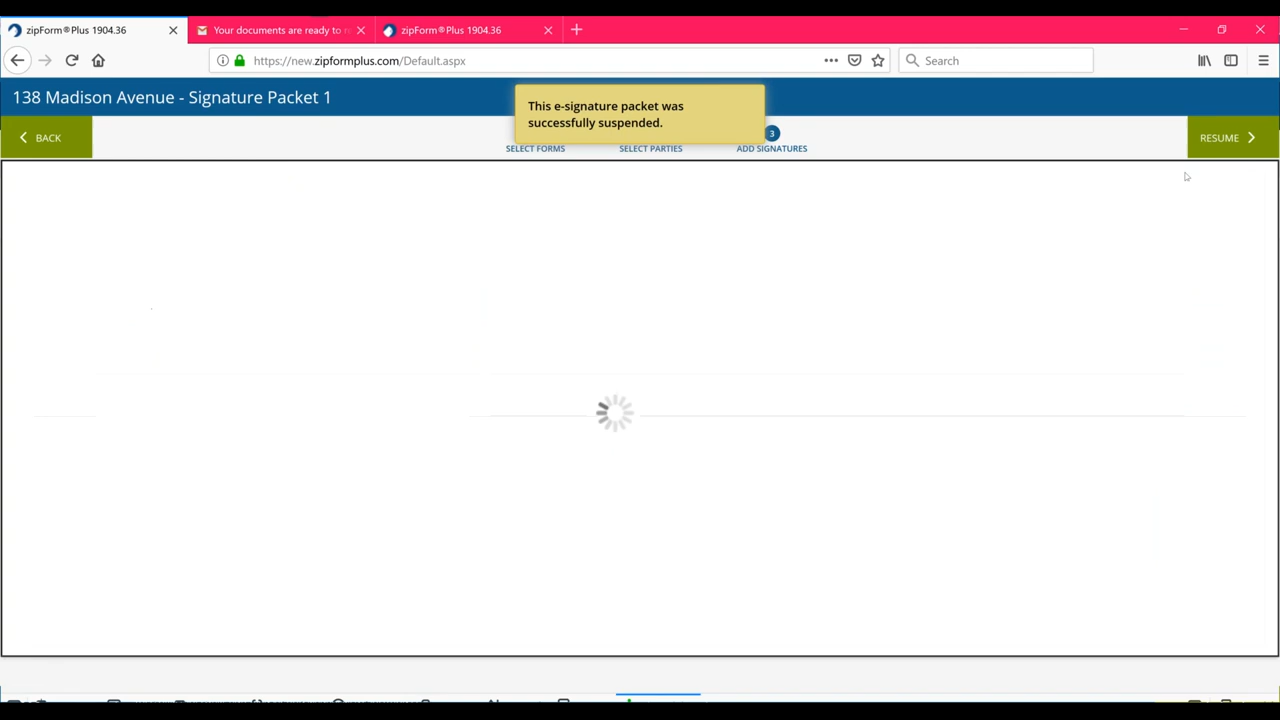 zipForm®Plus 1904.36
Your documents are ready to
zipForm®Plus 1904.36
https://new.zipformplus.com/Default.aspx
Search
138 Madison Avenue - Signature Packet 1
This e-signature packet was
successfully suspended.
BACK
3
RESUME
SELECT FORMS
SELECT PARTIES
ADD SIGNATURES